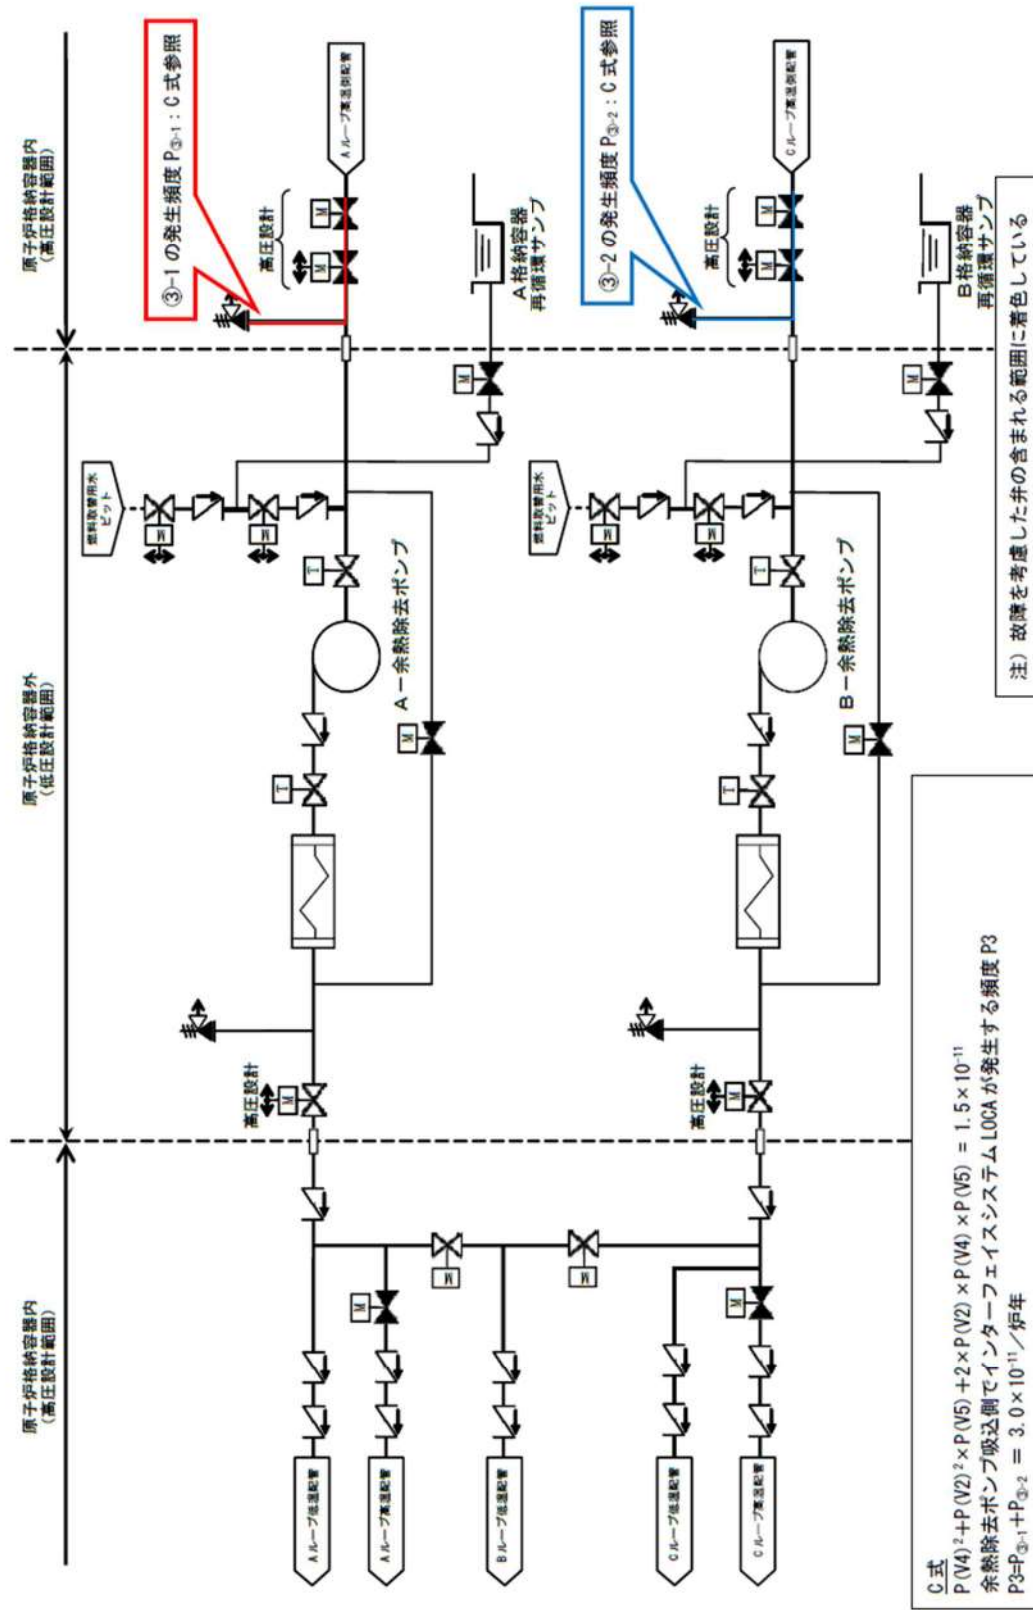 原子炉格納容器内
(高圧設計範囲)
原子炉格納容器外
(低圧設計範囲)
原子炉格納容器内
(高圧設計範囲)
③-1 の発生頻度 P③-1：C 式参照
高圧設計
M
M
Aループ高温側配管
A格納容器
再循環サンプ
M
燃料取替用水
ピット
M
M
T
A－余熱除去ポンプ
T
M
高圧設計
M
Aループ低温配管
Aループ高温配管
M
M
Bループ低温配管
M
Cループ低温配管
Cループ高温配管
M
③-2 の発生頻度 P③-2：C 式参照
高圧設計
M
M
Cループ高温側配管
B格納容器
再循環サンプ
M
燃料取替用水
ピット
M
M
T
B－余熱除去ポンプ
T
M
高圧設計
M
C式
P(V4)²+P(V2)²×P(V5)+2×P(V2)×P(V4)×P(V5) = 1.5×10⁻¹¹
余熱除去ポンプ吸込側でインターフェイスシステムLOCAが発生する頻度P3
P3=P③-1+P③-2 = 3.0×10⁻¹¹／炉年
注）故障を考慮した弁の含まれる範囲に着色している